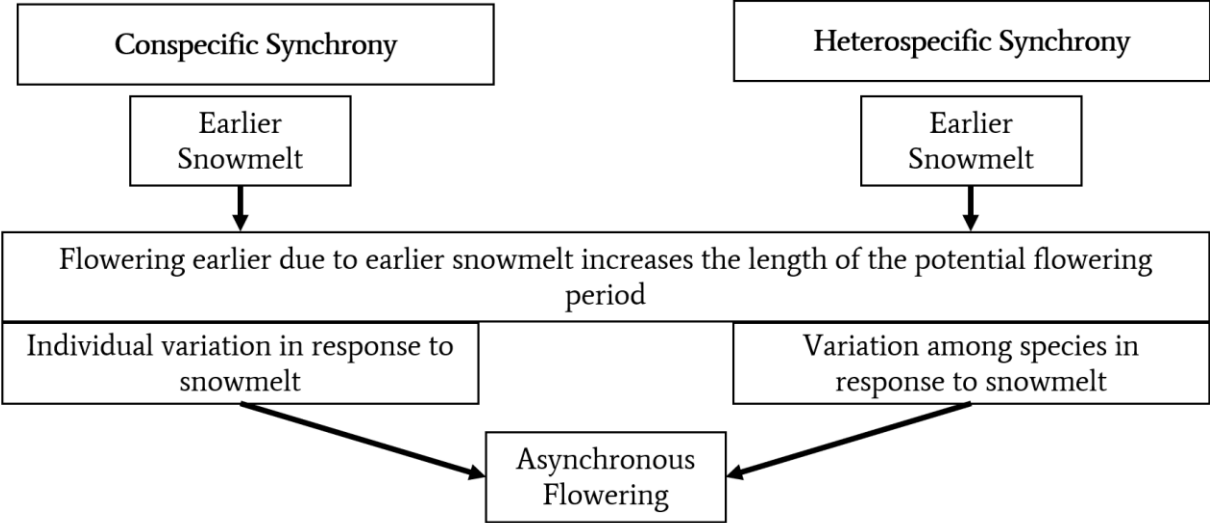 Conspecific Synchrony
Heterospecific Synchrony
Earlier
Snowmelt
Earlier
Snowmelt
Flowering earlier due to earlier snowmelt increases the length of the potential flowering
period
Individual variation in response to
snowmelt
Variation among species in
response to snowmelt
Asynchronous
Flowering